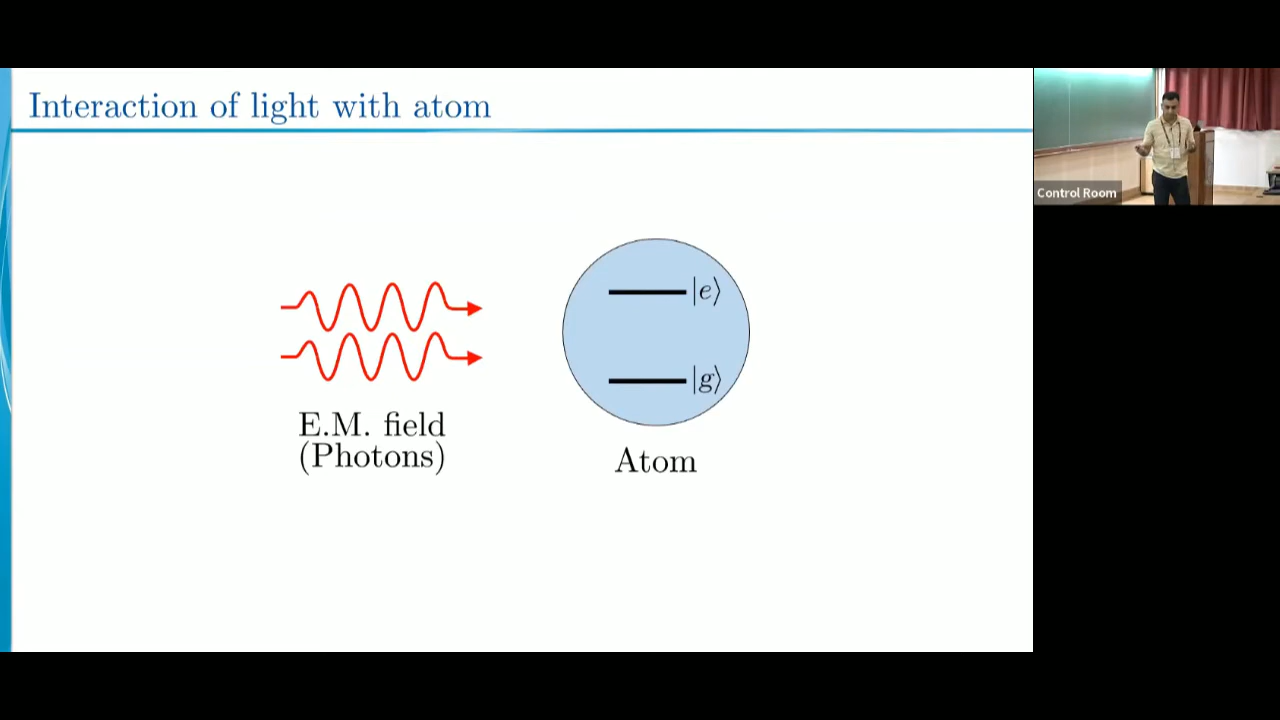 Interaction of light with atom
Control Room
|e⟩
|g⟩
E.M. field
(Photons)
Atom